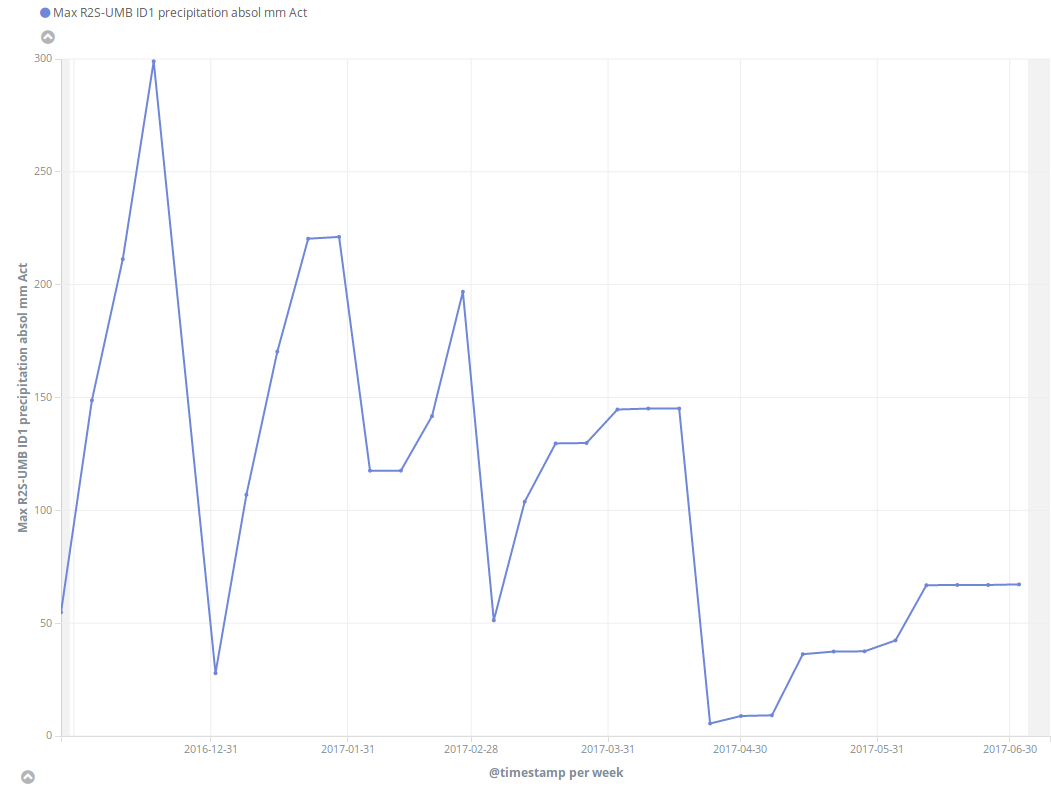 Max R2S-UMB ID1 precipitation absol mm Act
300
250
200
150
100
50
0
Max R2S-UMB ID1 precipitation absol mm Act
2016-12-31 2017-01-31 2017-02-28 2017-03-31 2017-04-30 2017-05-31 2017-06-30
@timestamp per week